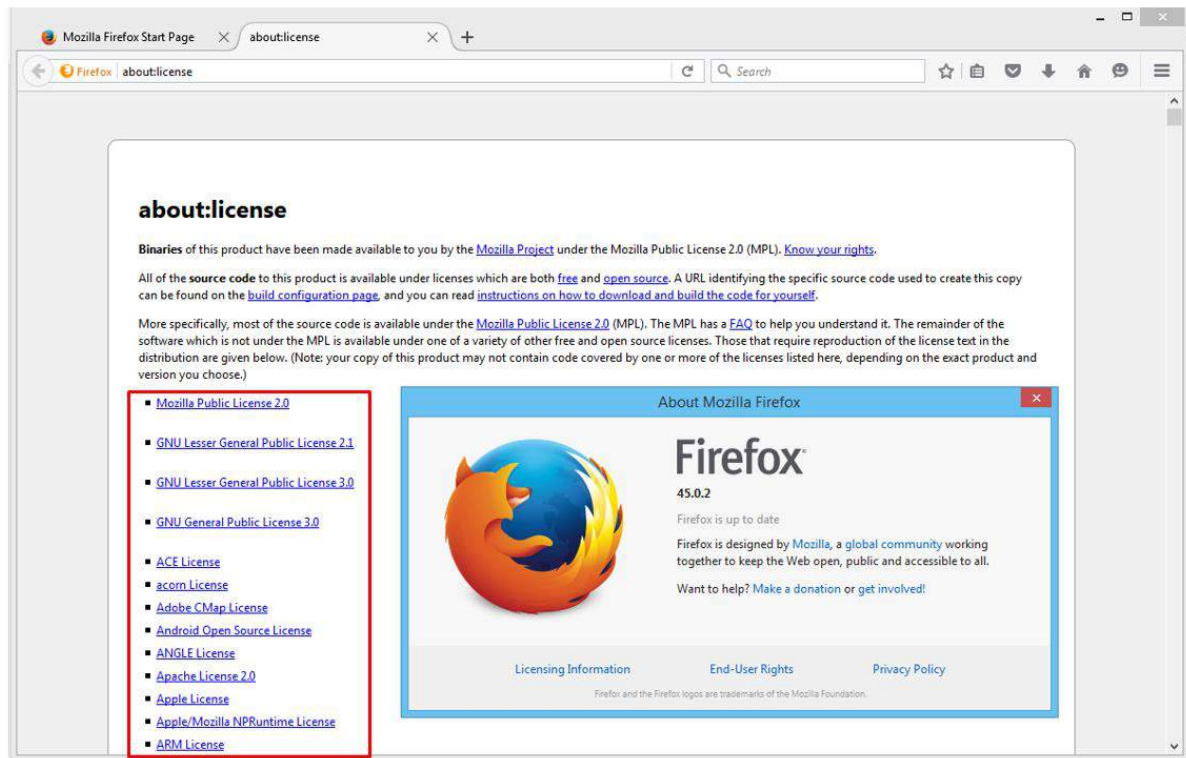 Mozilla Firefox Start Page
about:license
Firefox about:license
Search
about:license
Binaries of this product have been made available to you by the Mozilla Project under the Mozilla Public License 2.0 (MPL). Know your rights.
All of the source code to this product is available under licenses which are both free and open source. A URL identifying the specific source code used to create this copy
can be found on the build configuration page, and you can read instructions on how to download and build the code for yourself.
More specifically, most of the source code is available under the Mozilla Public License 2.0 (MPL). The MPL has a FAQ to help you understand it. The remainder of the
software which is not under the MPL is available under one of a variety of other free and open source licenses. Those that require reproduction of the license text in the
distribution are given below. (Note: your copy of this product may not contain code covered by one or more of the licenses listed here, depending on the exact product and
version you choose.)
Mozilla Public License 2.0
GNU Lesser General Public License 2.1
GNU Lesser General Public License 3.0
GNU General Public License 3.0
ACE License
acorn License
Adobe CMap License
Android Open Source License
ANGLE License
Apache License 2.0
Apple License
Apple/Mozilla NPRuntime License
ARM License
About Mozilla Firefox
Firefox
45.0.2
Firefox is up to date
Firefox is designed by Mozilla, a global community working
together to keep the Web open, public and accessible to all.
Want to help? Make a donation or get involved!
Licensing Information
End-User Rights
Privacy Policy
Firefox and the Firefox logos are trademarks of the Mozilla Foundation.